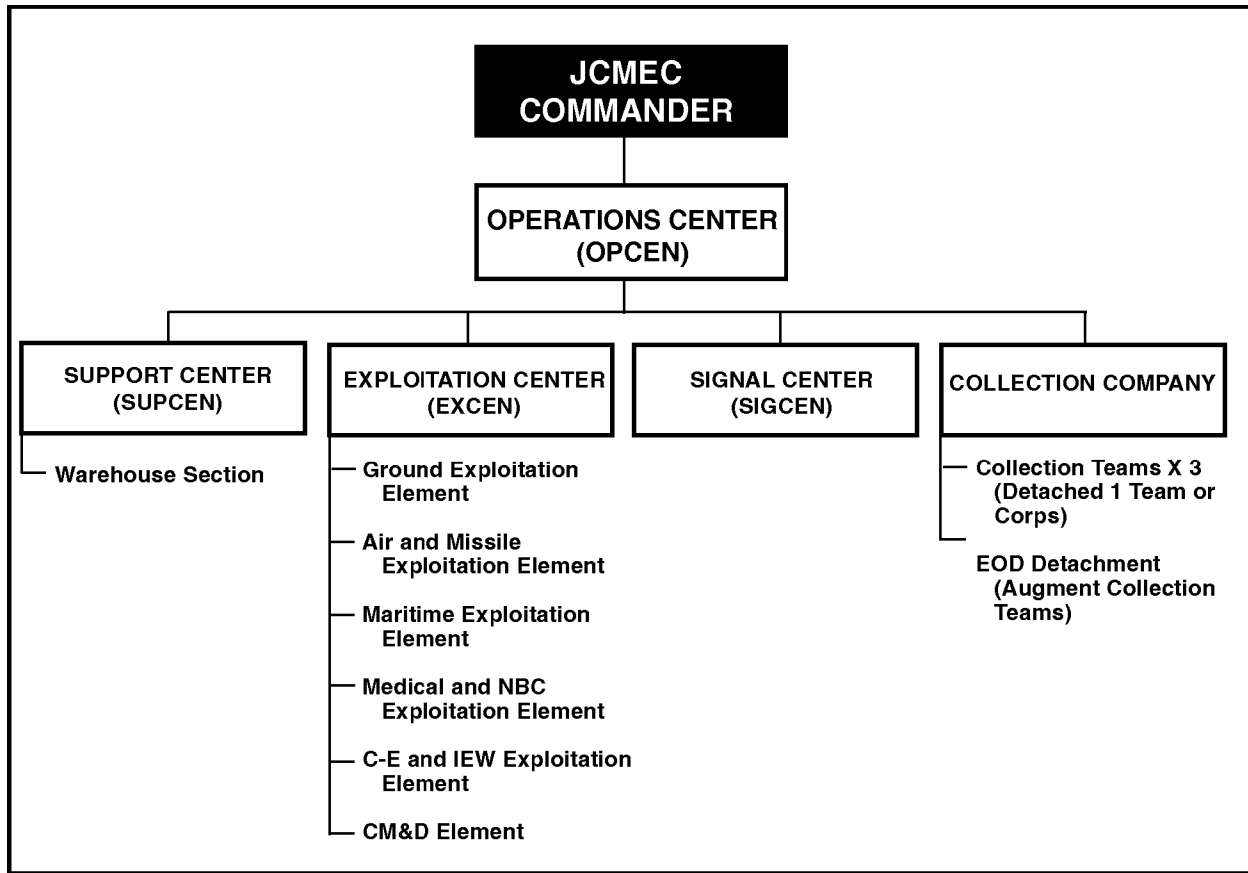 JCMEC
COMMANDER
OPERATIONS CENTER
(OPCEN)
SUPPORT CENTER
(SUPCEN)
Warehouse Section
EXPLOITATION CENTER
(EXCEN)
Ground Exploitation
Element
Air and Missile
Exploitation Element
Maritime Exploitation
Element
Medical and NBC
Exploitation Element
C-E and IEW Exploitation
Element
CM&D Element
SIGNAL CENTER
(SIGCEN)
COLLECTION COMPANY
Collection Teams X 3
(Detached 1 Team or
Corps)
EOD Detachment
(Augment Collection
Teams)